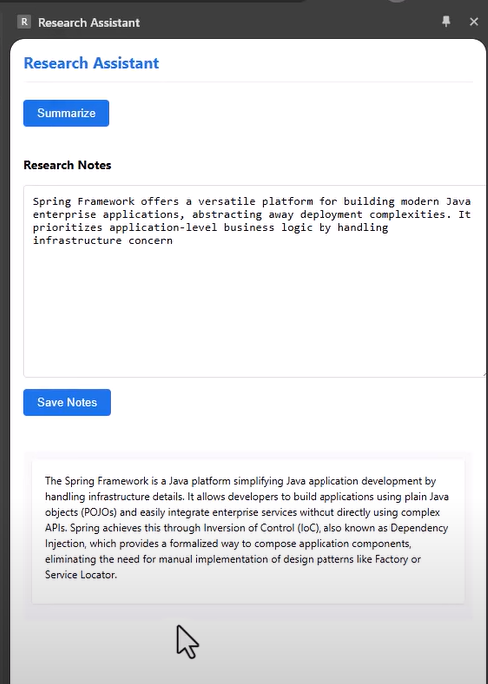 R Research Assistant
Research Assistant
Summarize
Research Notes
Spring Framework offers a versatile platform for building modern Java
enterprise applications, abstracting away deployment complexities. It
prioritizes application-level business logic by handling
infrastructure concern
Save Notes
The Spring Framework is a Java platform simplifying Java application development by
handling infrastructure details. It allows developers to build applications using plain Java
objects (POJOs) and easily integrate enterprise services without directly using complex
APIs. Spring achieves this through Inversion of Control (IoC), also known as Dependency
Injection, which provides a formalized way to compose application components,
eliminating the need for manual implementation of design patterns like Factory or
Service Locator.